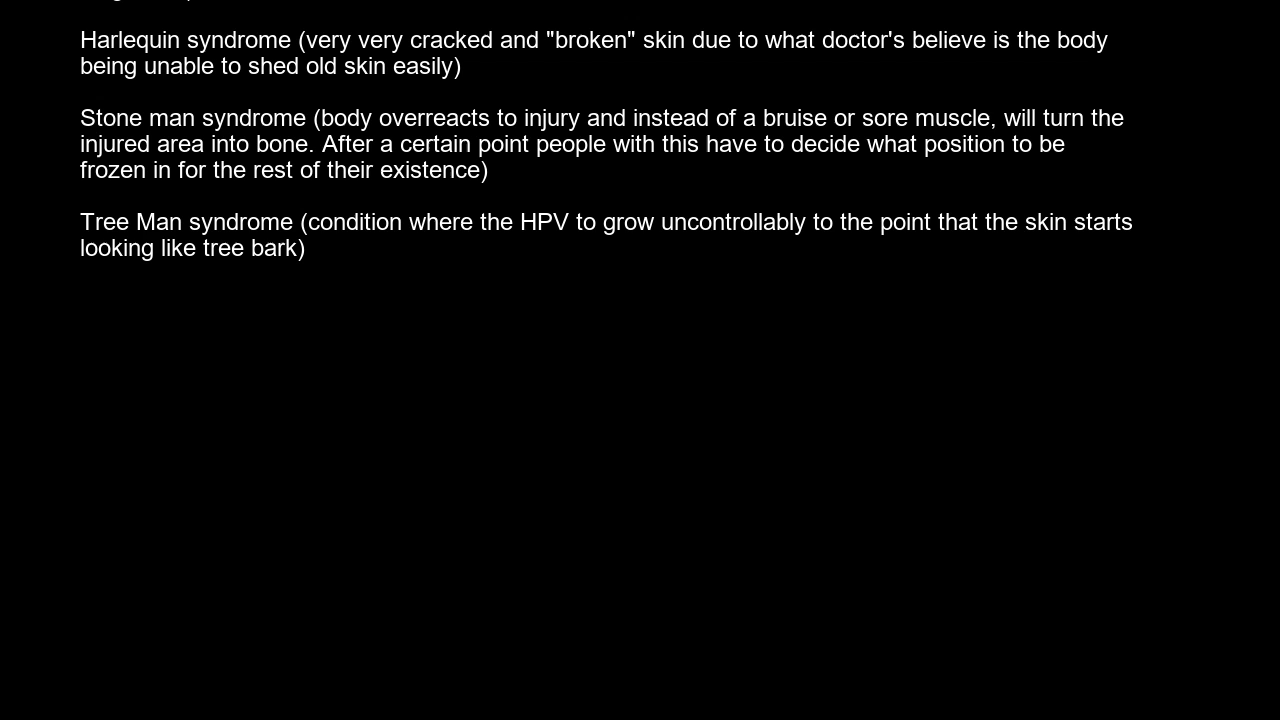 Harlequin syndrome (very very cracked and "broken" skin due to what doctor's believe is the body
being unable to shed old skin easily)
Stone man syndrome (body overreacts to injury and instead of a bruise or sore muscle, will turn the
injured area into bone. After a certain point people with this have to decide what position to be
frozen in for the rest of their existence)
Tree Man syndrome (condition where the HPV to grow uncontrollably to the point that the skin starts
looking like tree bark)